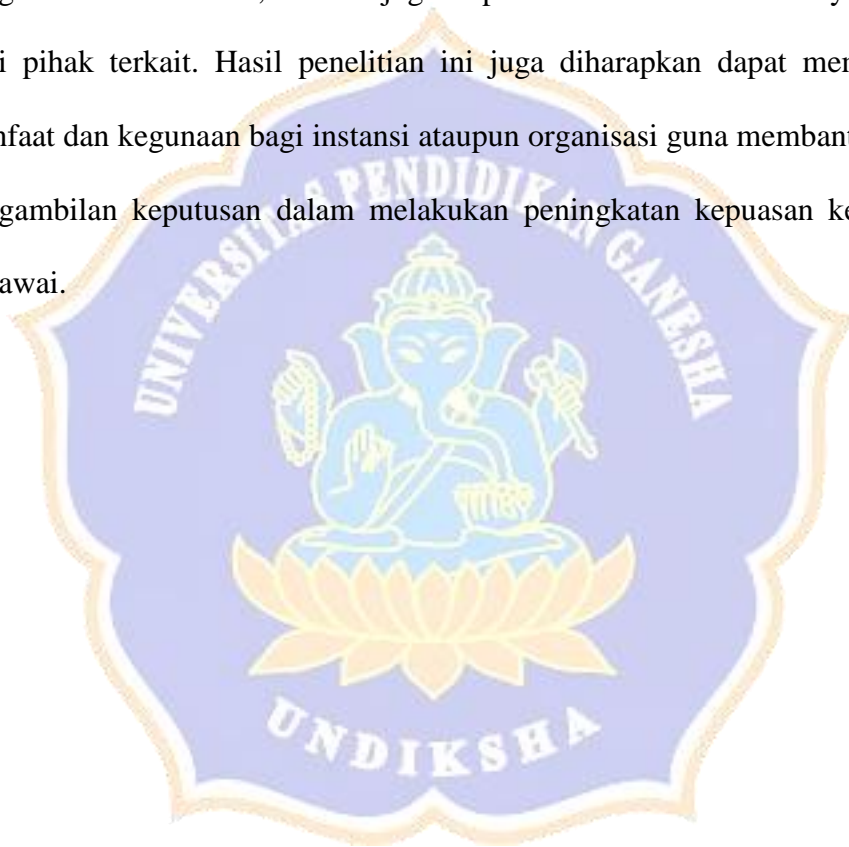 i pihak terkait. Hasil penelitian ini juga diharapkan dapat mem
nfaat dan kegunaan bagi instansi ataupun organisasi guna membant
gambilan keputusan dalam melakukan peningkatan kepuasan ke
awai.
UNIVERSITAS PENDIDIKAN GANESHA
UNDIKSHA